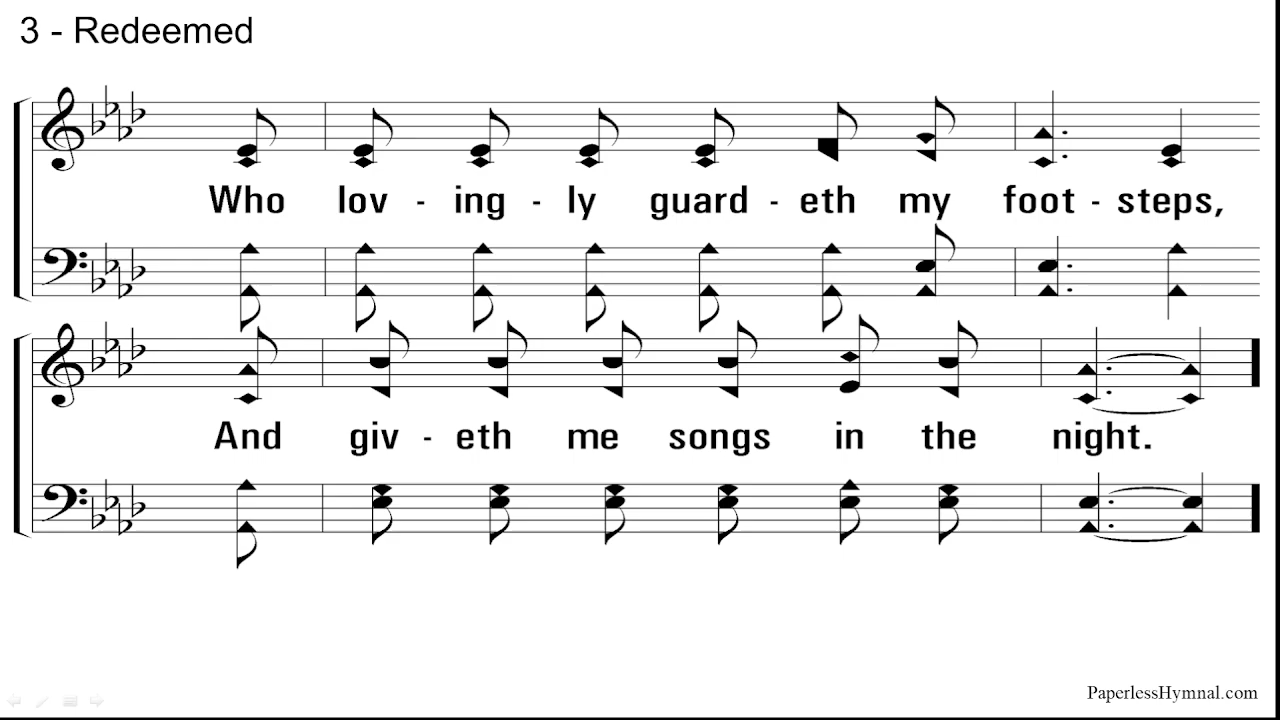 3 - Redeemed
Who lov - ing - ly guard - eth my foot - steps,
And giv - eth me songs in the night.
PaperlessHymnal.com